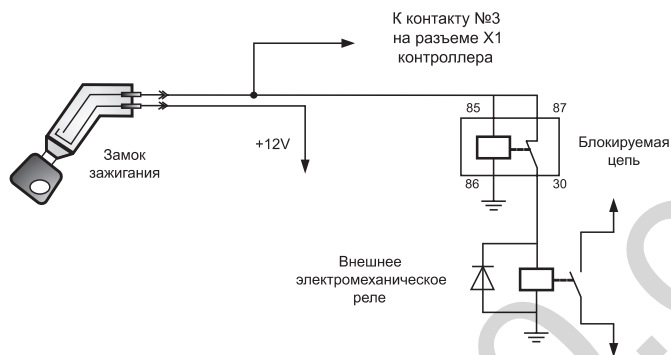 К контакту №3
на разъеме X1
контроллера
85
87
+12V
Замок
зажигания
Блокируемая
цепь
86
30
Внешнее
электромеханическое
реле